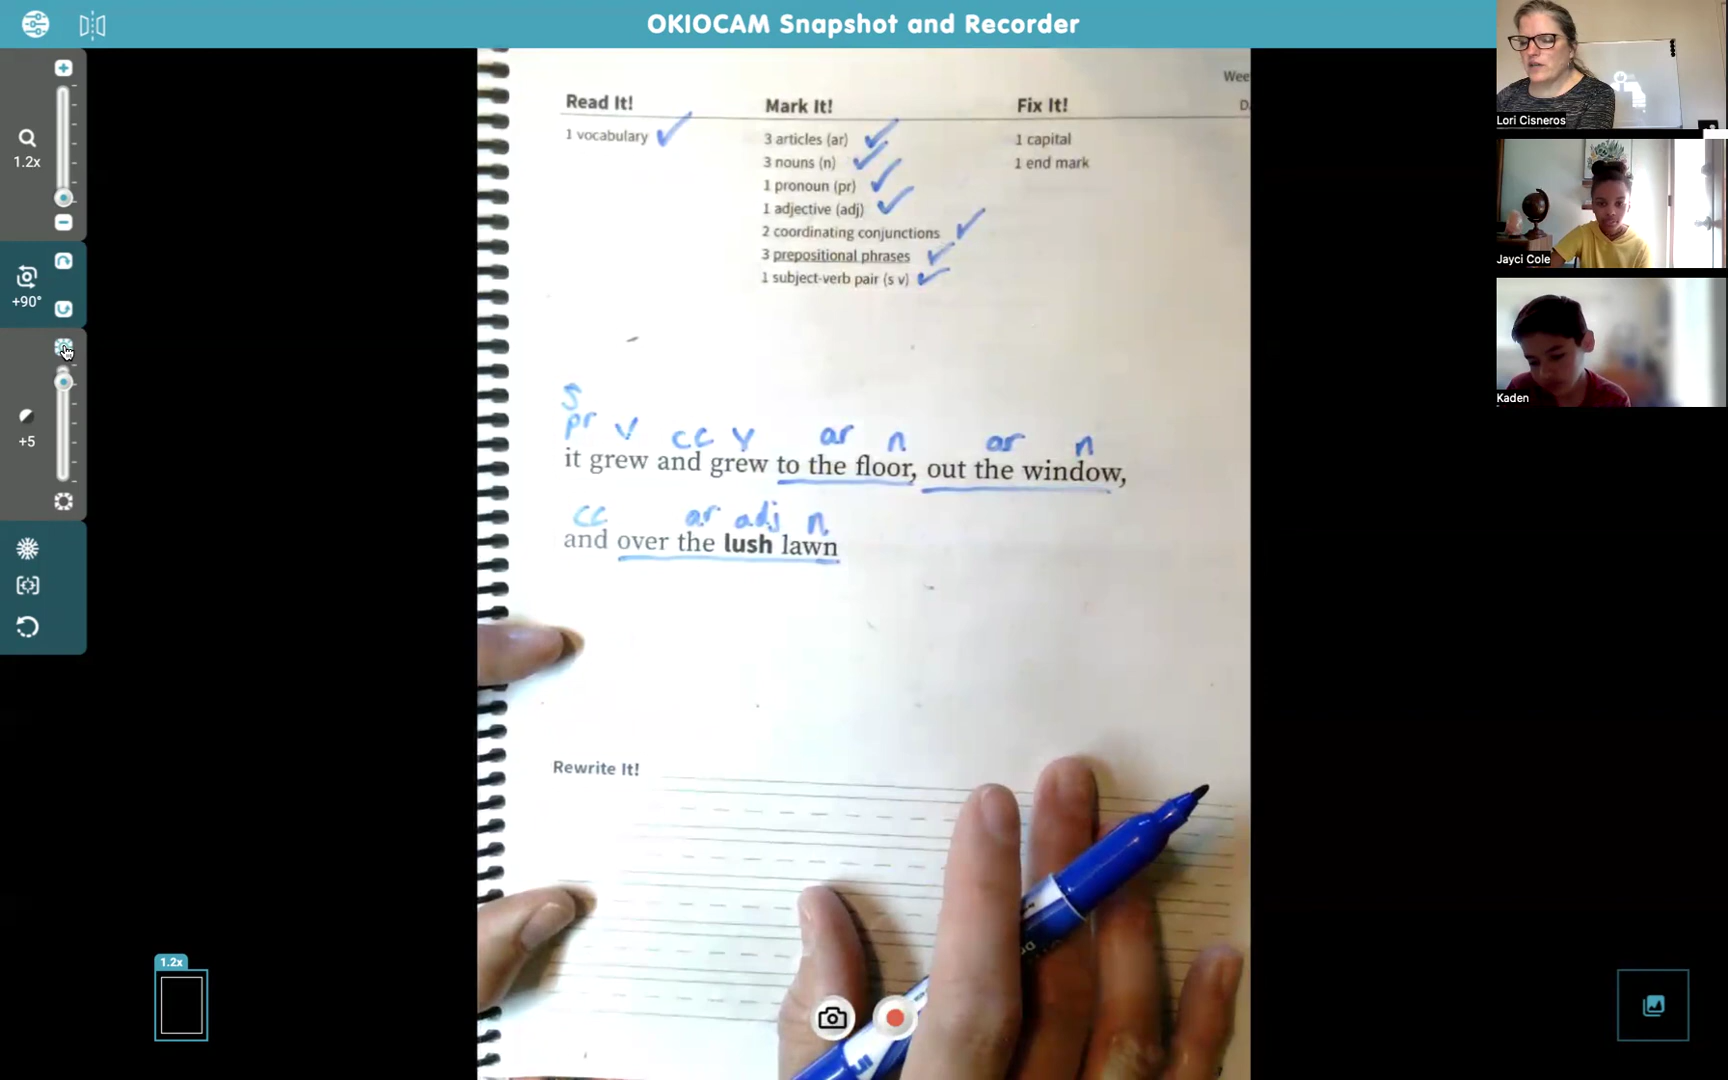 OKIOCAM Snapshot and Recorder
Lori Cisneros
Jayci Cole
Kaden
1.2x
+90°
+5
1.2x
Read It!
1 vocabulary
Mark It!
3 articles (ar)
3 nouns (n)
1 pronoun (pr)
1 adjective (adj)
2 coordinating conjunctions
3 prepositional phrases
1 subject-verb pair (s v)
Fix It!
1 capital
1 end mark
s
pr v cc v ar n ar n
it grew and grew to the floor, out the window,
cc ar adj n
and over the lush lawn
Rewrite It!